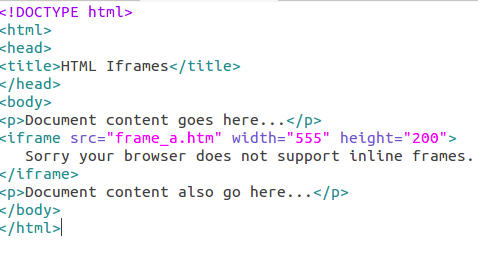 <!DOCTYPE html>
<html>
<head>
<title>HTML Iframes</title>
</head>
<body>
<p>Document content goes here...</p>
<iframe src="frame_a.htm" width="555" height="200">
   Sorry your browser does not support inline frames.
</iframe>
<p>Document content also go here...</p>
</body>
</html>